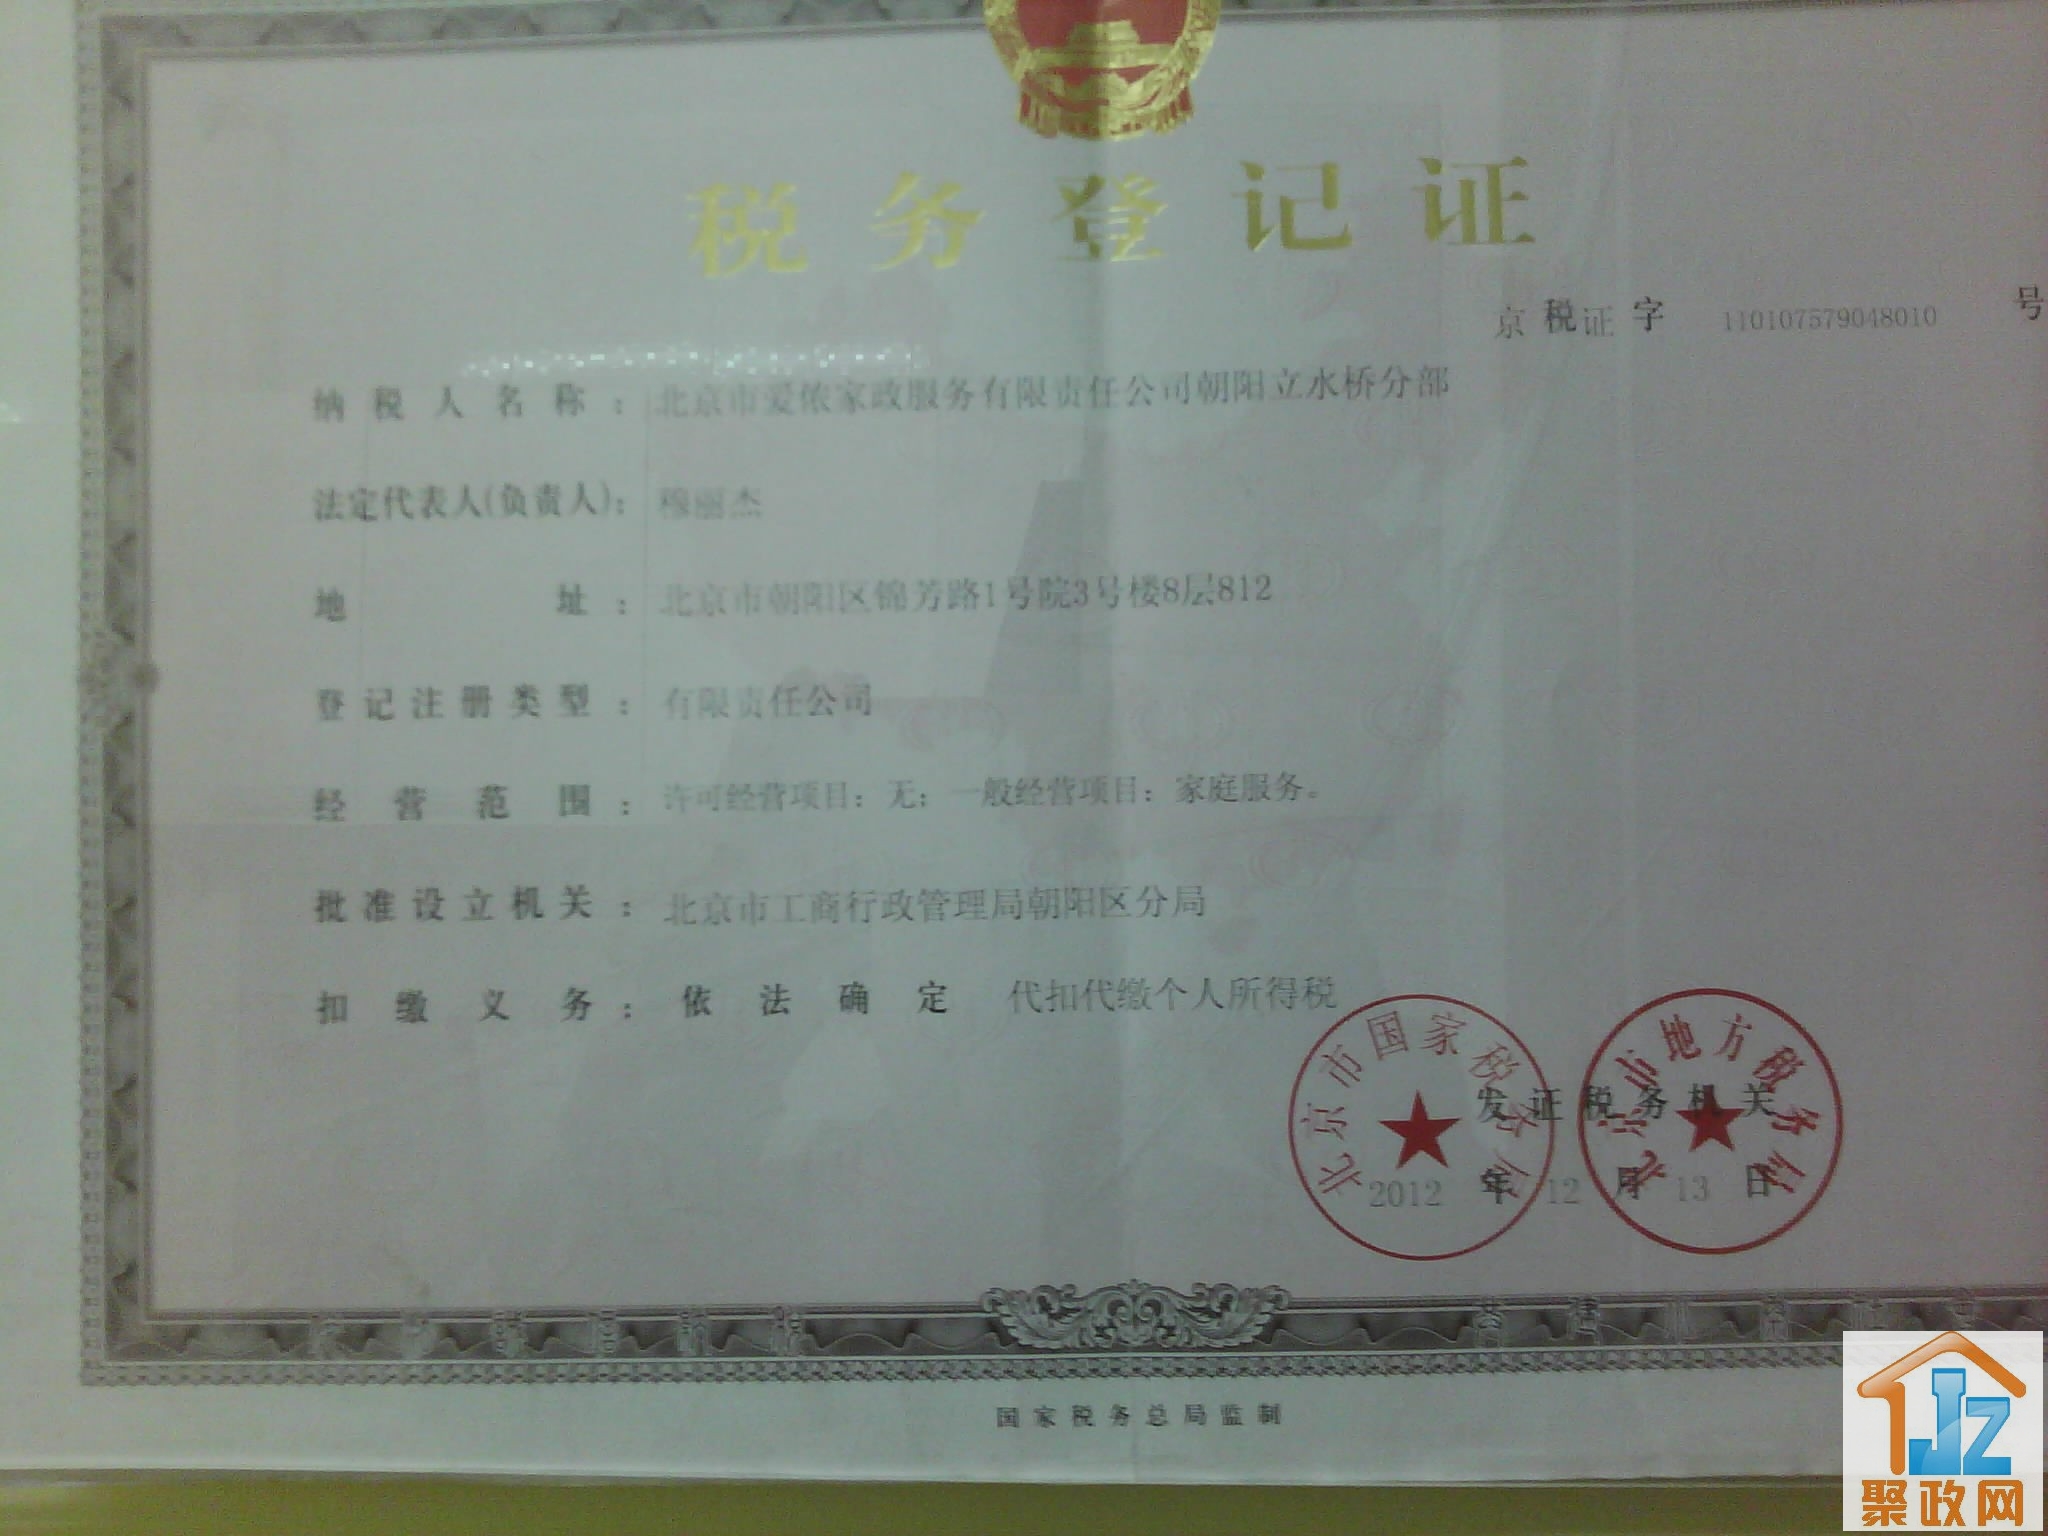 税务登记证
京税证字 110107579048010 号
纳税人名称：北京市爱侬家政服务有限责任公司朝阳立水桥分部
法定代表人(负责人)：穆丽杰
地址：北京市朝阳区锦芳路1号院3号楼8层812
登记注册类型：有限责任公司
经营范围：许可经营项目：无；一般经营项目：家庭服务。
批准设立机关：北京市工商行政管理局朝阳区分局
扣缴义务：依法确定 代扣代缴个人所得税
北京市国家税务局
北京市地方税务局
发证税务机关
2012 年 12 月 13 日
国家税务总局监制
JZ
聚政网